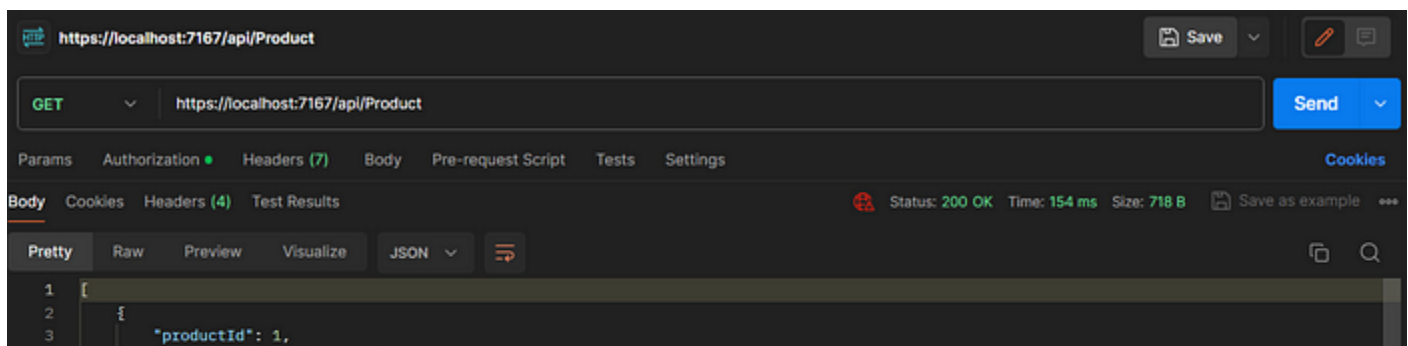 HTTP https://localhost:7167/api/Product Save
GET https://localhost:7167/api/Product Send
Params Authorization Headers (7) Body Pre-request Script Tests Settings Cookies
Body Cookies Headers (4) Test Results Status: 200 OK Time: 154 ms Size: 718 B Save as example
Pretty Raw Preview Visualize JSON
1 [
2 {
3 "productId": 1,